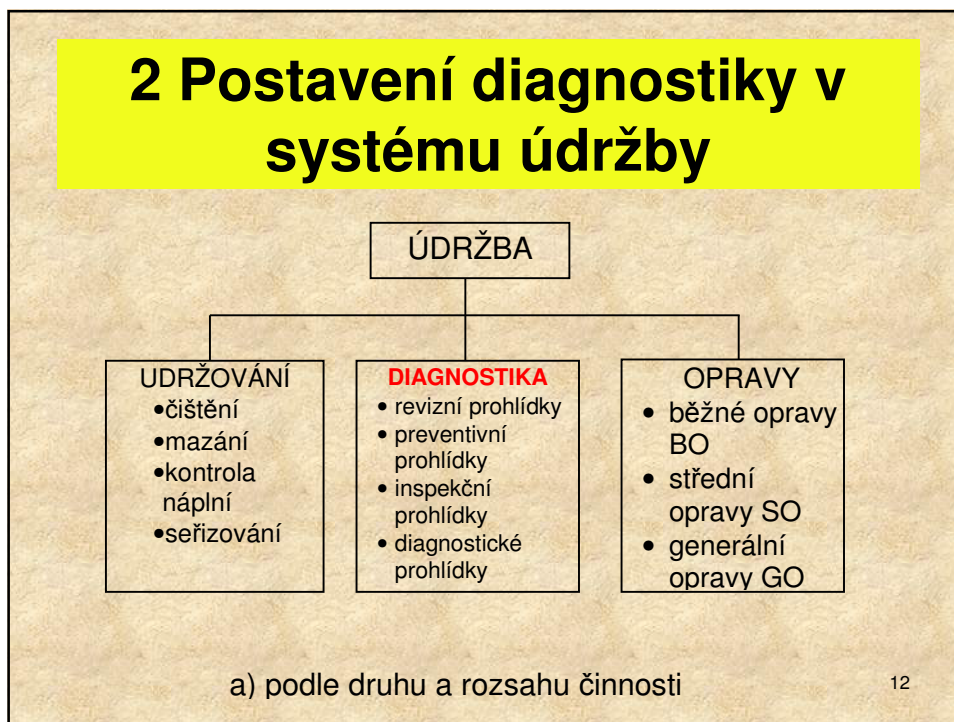 2 Postavení diagnostiky v
systému údržby
ÚDRŽBA
UDRŽOVÁNÍ
•čištění
•mazání
•kontrola
náplní
•seřizování
DIAGNOSTIKA
• revizní prohlídky
• preventivní
prohlídky
• inspekční
prohlídky
• diagnostické
prohlídky
OPRAVY
• běžné opravy
BO
• střední
opravy SO
• generální
opravy GO
a) podle druhu a rozsahu činnosti
12